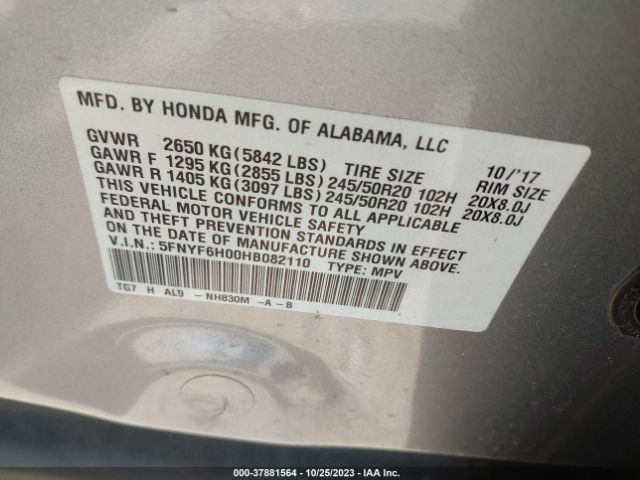 MFD. BY HONDA MFG. OF ALABAMA, LLC
10/'17
GVWR 2650 KG(5842 LBS) TIRE SIZE RIM SIZE
GAWR F 1295 KG(2855 LBS)245/50R20 102H 20X8.0J
GAWR R 1405 KG(3097 LBS)245/50R20 102H 20X8.0J
THIS VEHICLE CONFORMS TO ALL APPLICABLE
FEDERAL MOTOR VEHICLE SAFETY
AND THEFT PREVENTION STANDARDS IN EFFECT
ON THE DATE OF MANUFACTURE SHOWN ABOVE.
V.I.N.: 5FNYF6H00HB082110 TYPE: MPV
TG7 H AL9 - NH830M -A - B
000-37881564 - 10/25/2023 - IAA Inc.